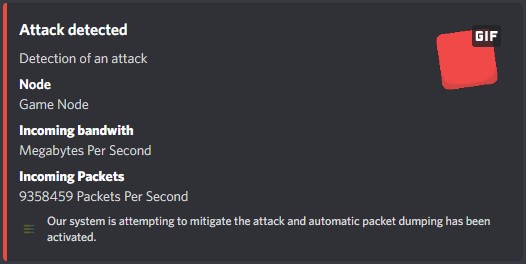 Attack detected
GIF
Detection of an attack
Node
Game Node
Incoming bandwith
Megabytes Per Second
Incoming Packets
9358459 Packets Per Second
Our system is attempting to mitigate the attack and automatic packet dumping has been
activated.